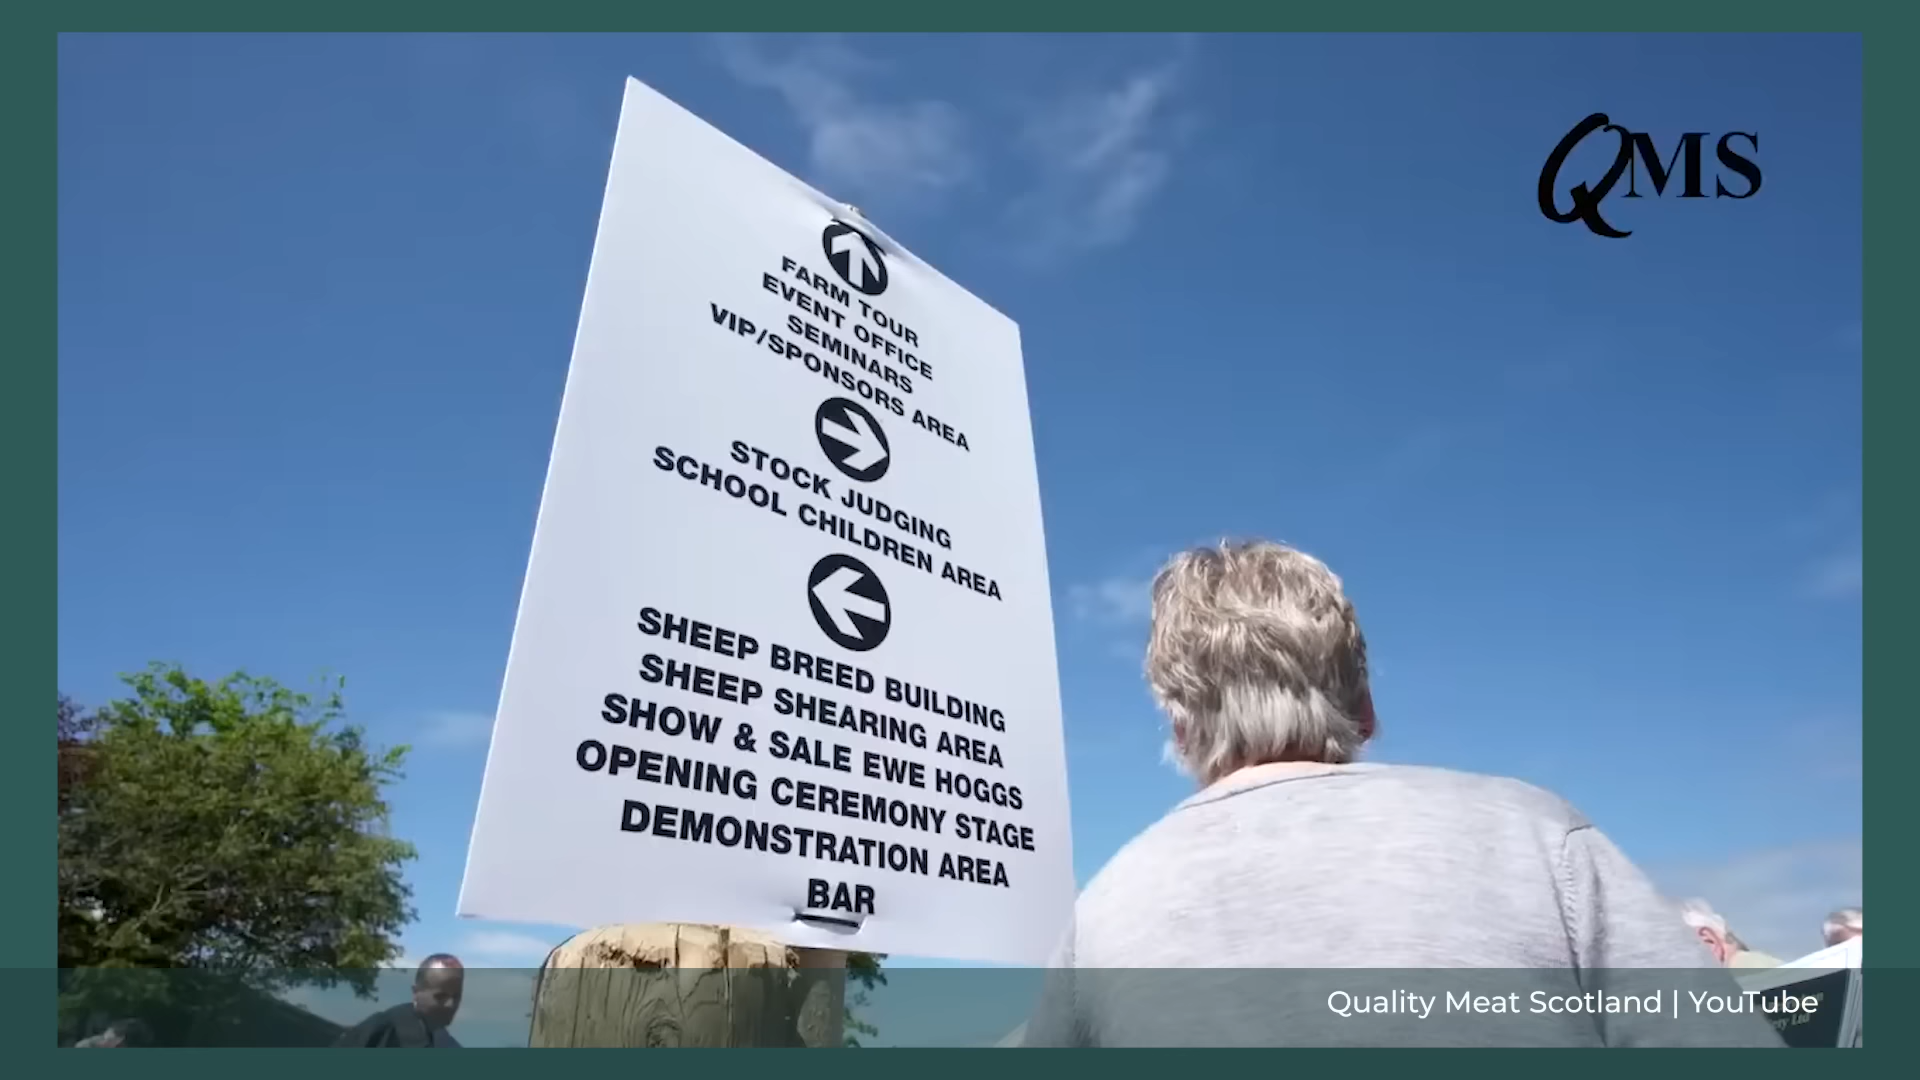 QMS
FARM TOUR
EVENT OFFICE
SEMINARS
VIP/SPONSORS AREA
STOCK JUDGING
SCHOOL CHILDREN AREA
SHEEP BREED BUILDING
SHEEP SHEARING AREA
SHOW & SALE EWE HOGGS
OPENING CEREMONY STAGE
DEMONSTRATION AREA
BAR
Quality Meat Scotland | YouTube